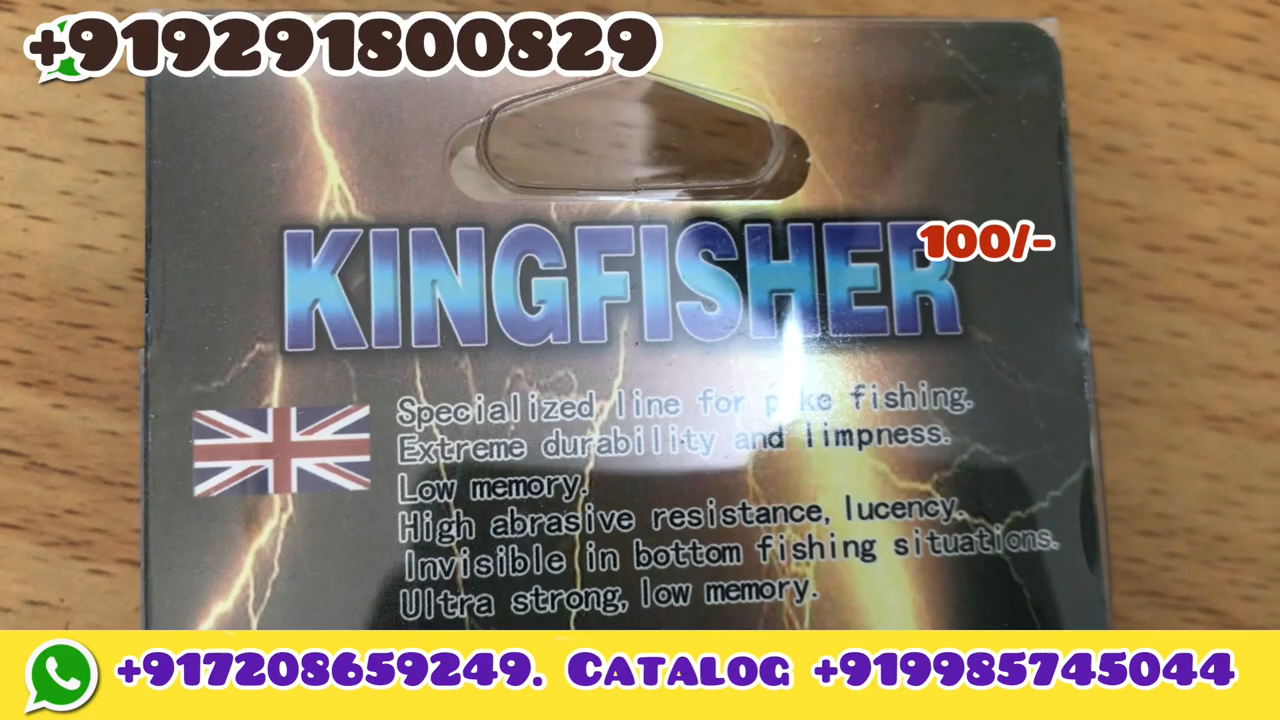 +919291800829
KINGFISHER
100/-
Specialized line for pike fishing.
Extreme durability and limpness.
Low memory.
High abrasive resistance, lucency.
Invisible in bottom fishing situations.
Ultra strong, low memory.
+917208659249. Catalog +919985745044